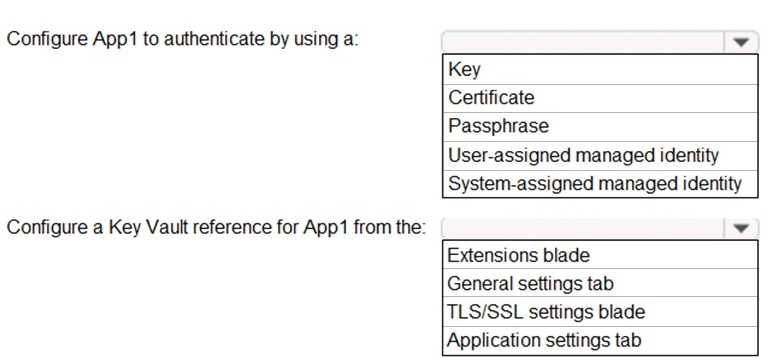 Configure App1 to authenticate by using a:
Key
Certificate
Passphrase
User-assigned managed identity
System-assigned managed identity
Configure a Key Vault reference for App1 from the:
Extensions blade
General settings tab
TLS/SSL settings blade
Application settings tab